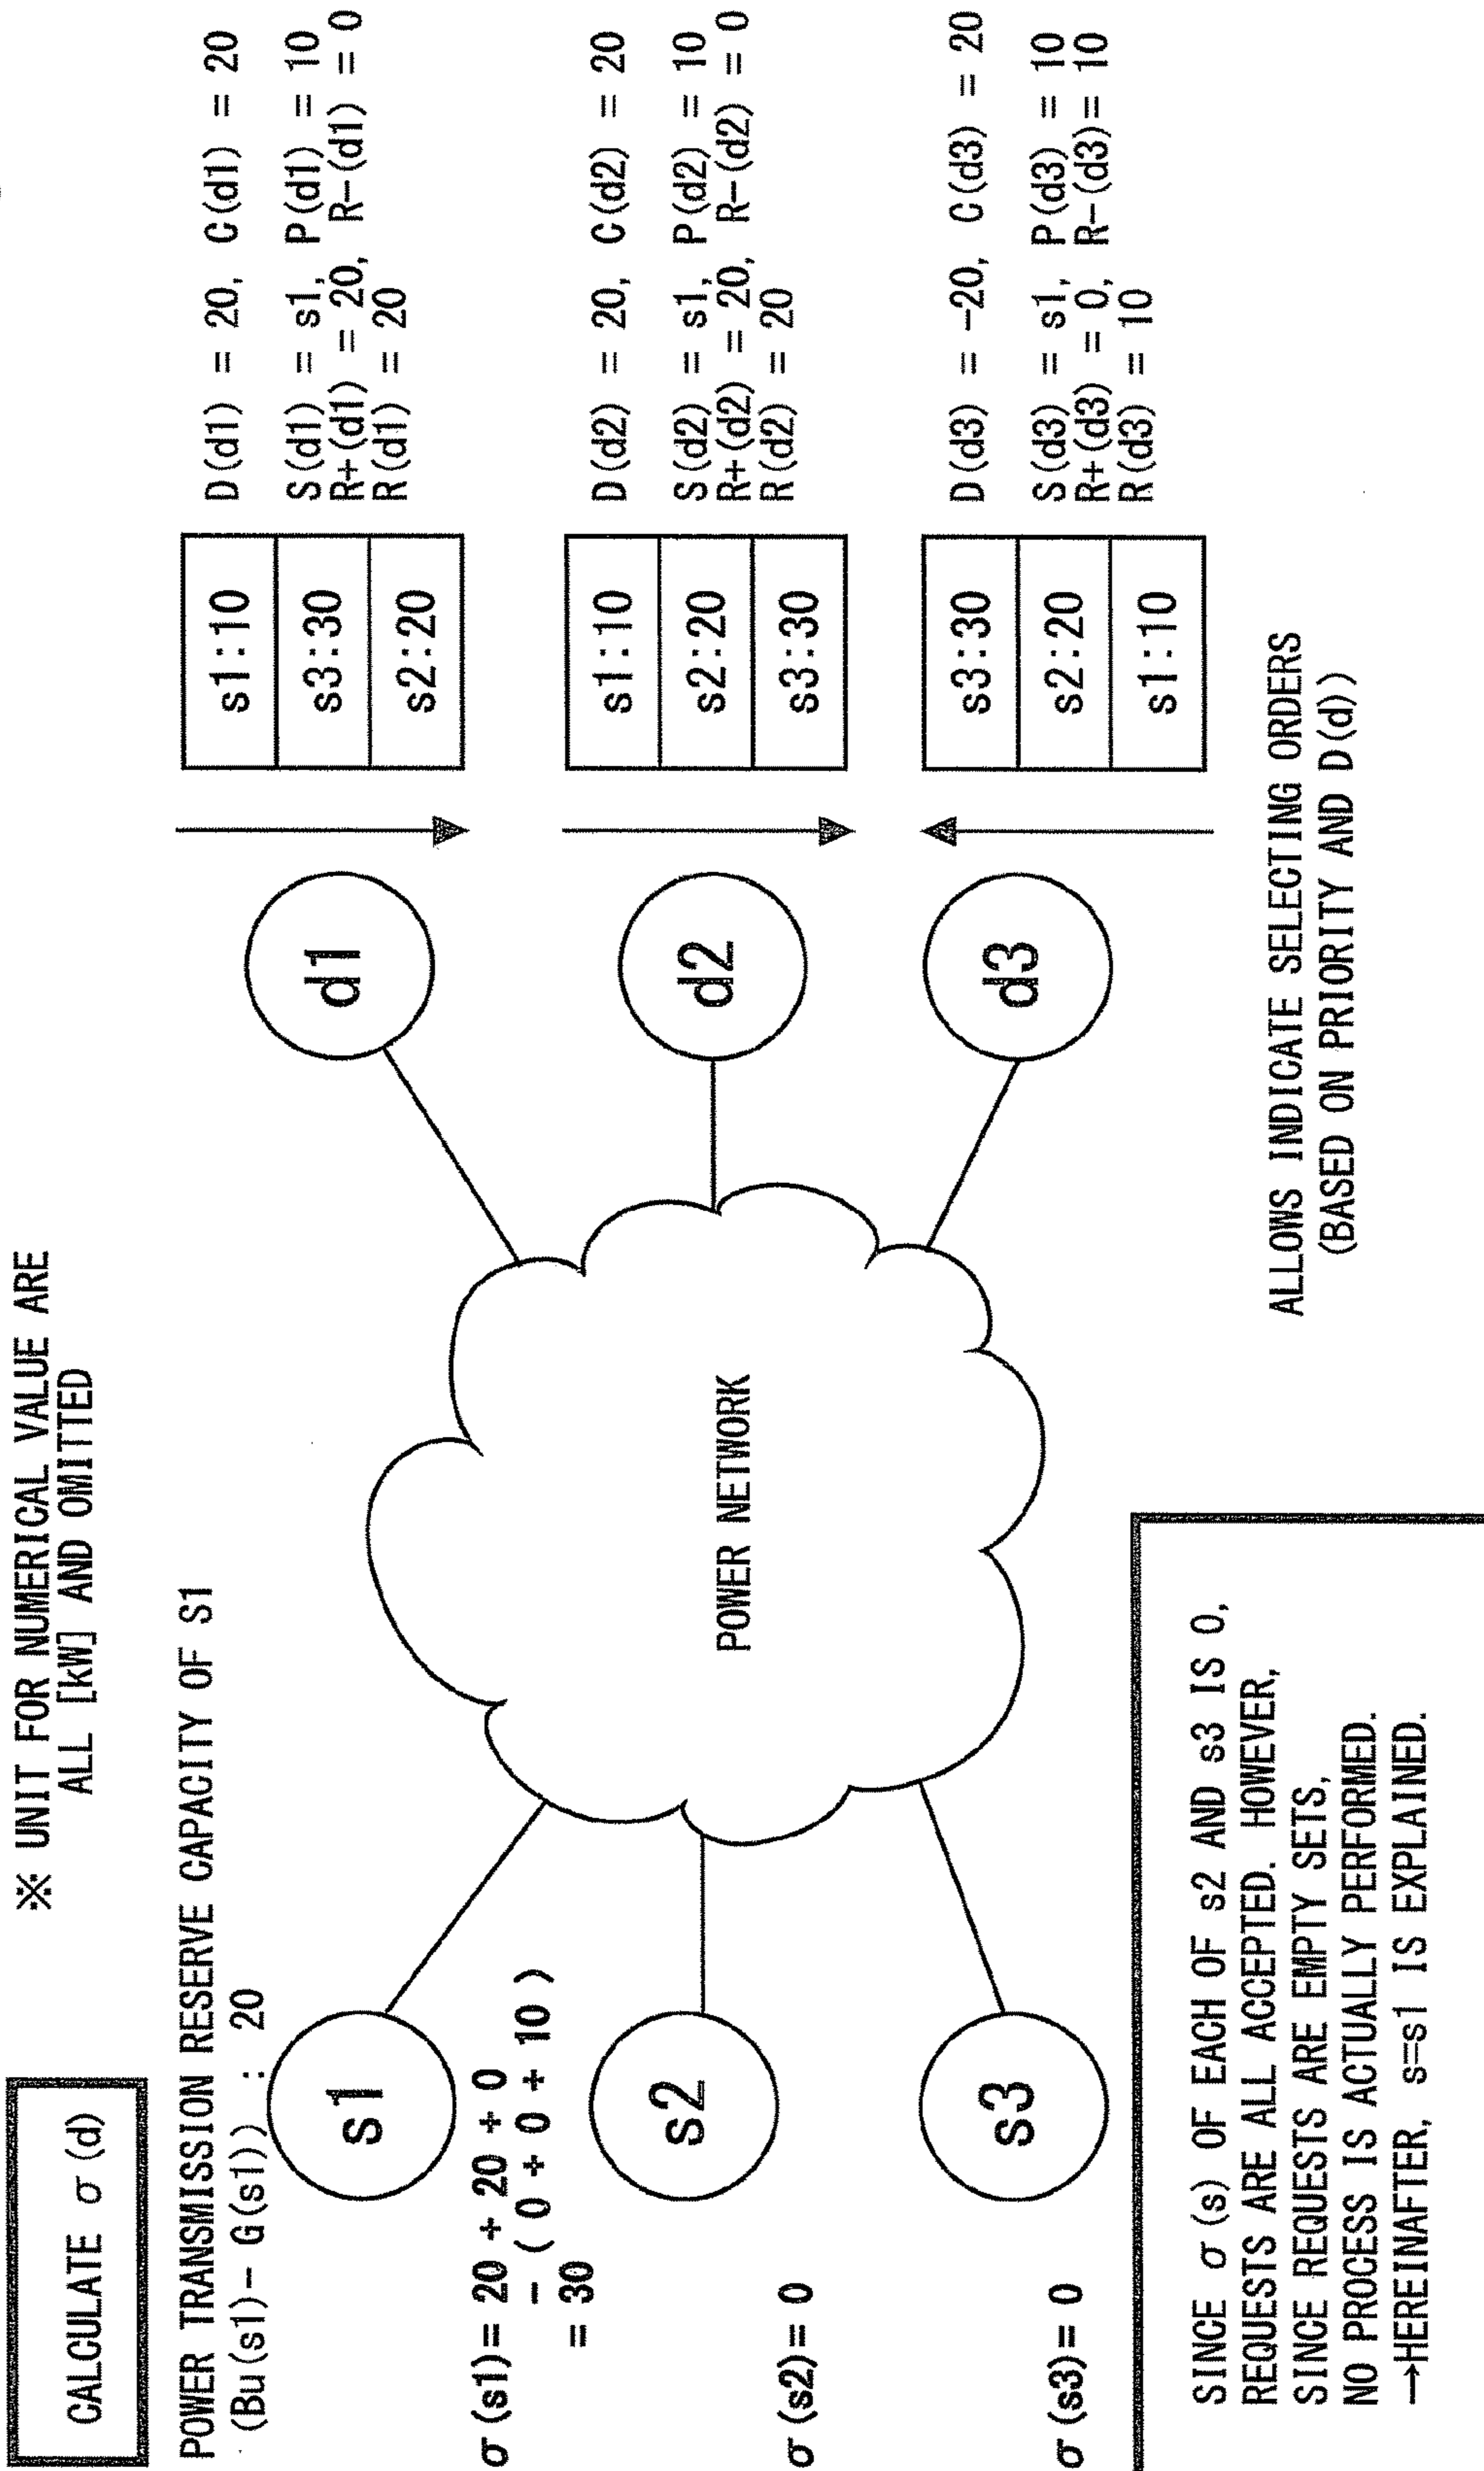 ※ UNIT FOR NUMERICAL VALUE ARE
ALL [kW] AND OMITTED
CALCULATE σ(d)
POWER TRANSMISSION RESERVE CAPACITY OF S1
(Bu(s1)- G(s1)) : 20
s1
σ(s1)= 20 + 20 + 0
- ( 0 + 0 + 10 )
= 30
s2
σ(s2)= 0
s3
σ(s3)= 0
POWER NETWORK
d1
s1:10
s3:30
s2:20
D(d1) = 20, C(d1) = 20
S(d1) = s1, P(d1) = 10
R+(d1) = 20, R-(d1) = 0
R(d1) = 20
d2
s1:10
s2:20
s3:30
D(d2) = 20, C(d2) = 20
S(d2) = s1, P(d2) = 10
R+(d2) = 20, R-(d2) = 0
R(d2) = 20
d3
s3:30
s2:20
s1:10
D(d3) = -20, C(d3) = 20
S(d3) = s1, P(d3) = 10
R+(d3) = 0, R-(d3)= 10
R(d3) = 10
ALLOWS INDICATE SELECTING ORDERS
(BASED ON PRIORITY AND D(d))
SINCE σ(s) OF EACH OF s2 AND s3 IS 0,
REQUESTS ARE ALL ACCEPTED. HOWEVER,
SINCE REQUESTS ARE EMPTY SETS,
NO PROCESS IS ACTUALLY PERFORMED.
→HEREINAFTER, s=s1 IS EXPLAINED.